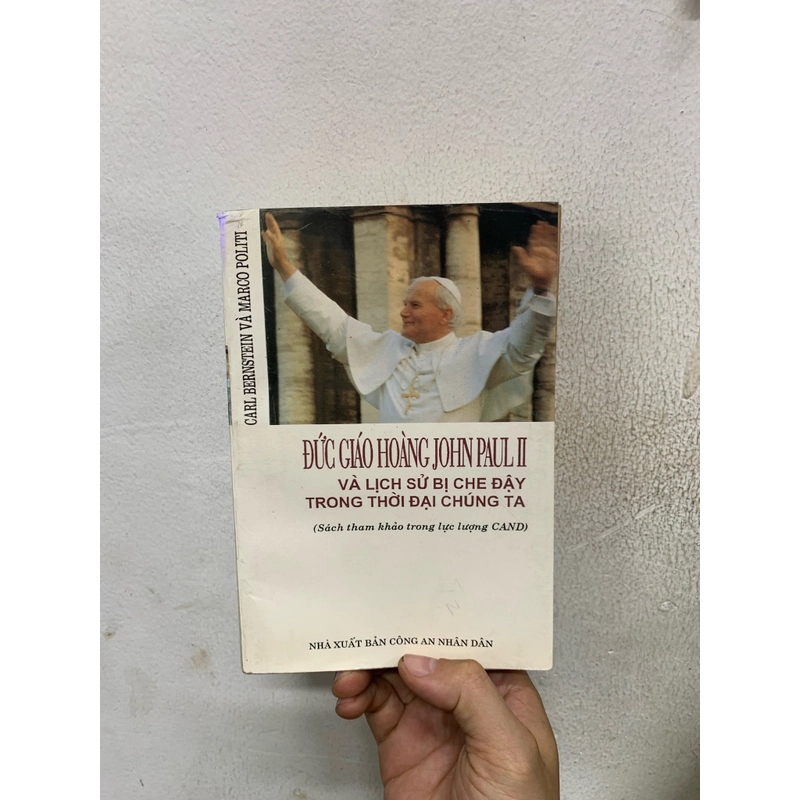 CARL BERNSTEIN VÀ MARCO POLITI
ĐỨC GIÁO HOÀNG JOHN PAUL II
VÀ LỊCH SỬ BỊ CHE ĐẬY
TRONG THỜI ĐẠI CHÚNG TA
(Sách tham khảo trong lực lượng CAND)
NHÀ XUẤT BẢN CÔNG AN NHÂN DÂN